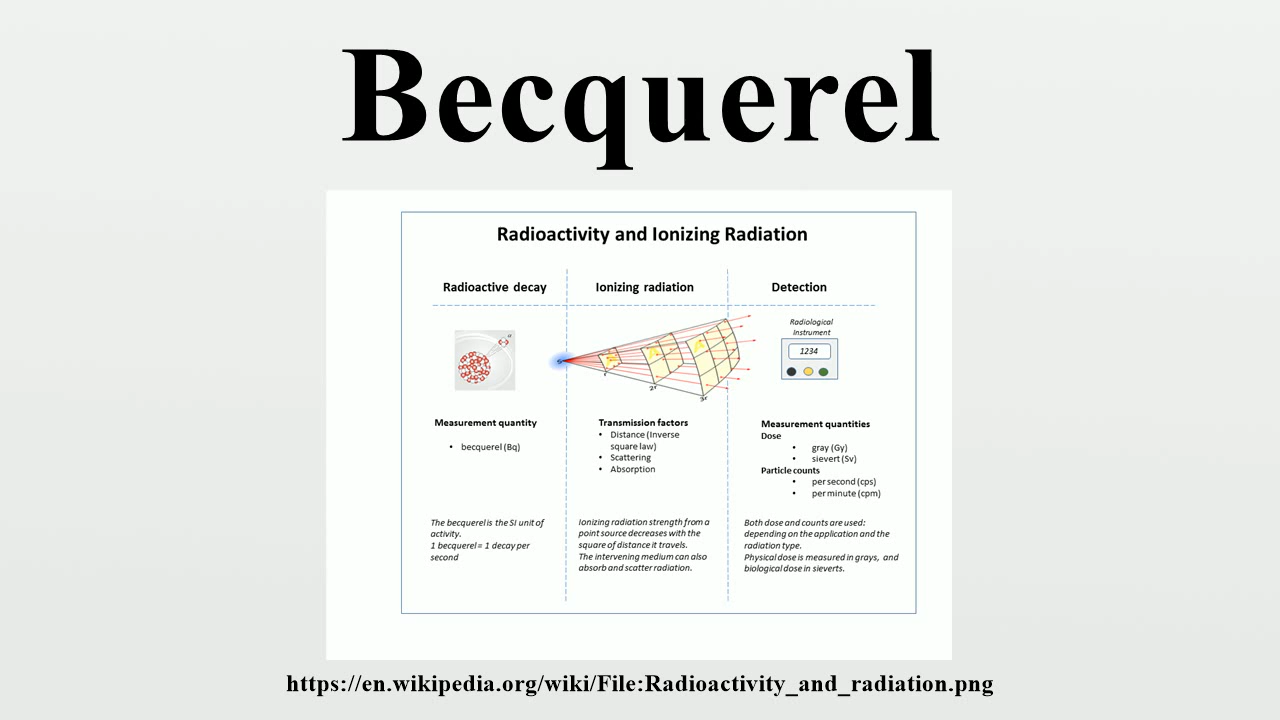 Becquerel
Radioactivity and Ionizing Radiation
Radioactive decay
Ionizing radiation
Detection
Radiological
Instrument
1234
r
2r
3r
Measurement quantity
• becquerel (Bq)
The becquerel is the SI unit of
activity.
1 becquerel = 1 decay per
second
Transmission factors
• Distance (Inverse
square law)
• Scattering
• Absorption
Ionizing radiation strength from a
point source decreases with the
square of distance it travels.
The intervening medium can also
absorb and scatter radiation.
Measurement quantities
Dose
• gray (Gy)
• sievert (Sv)
Particle counts
• per second (cps)
• per minute (cpm)
Both dose and counts are used:
depending on the application and the
radiation type.
Physical dose is measured in grays, and
biological dose in sieverts.
https://en.wikipedia.org/wiki/File:Radioactivity_and_radiation.png